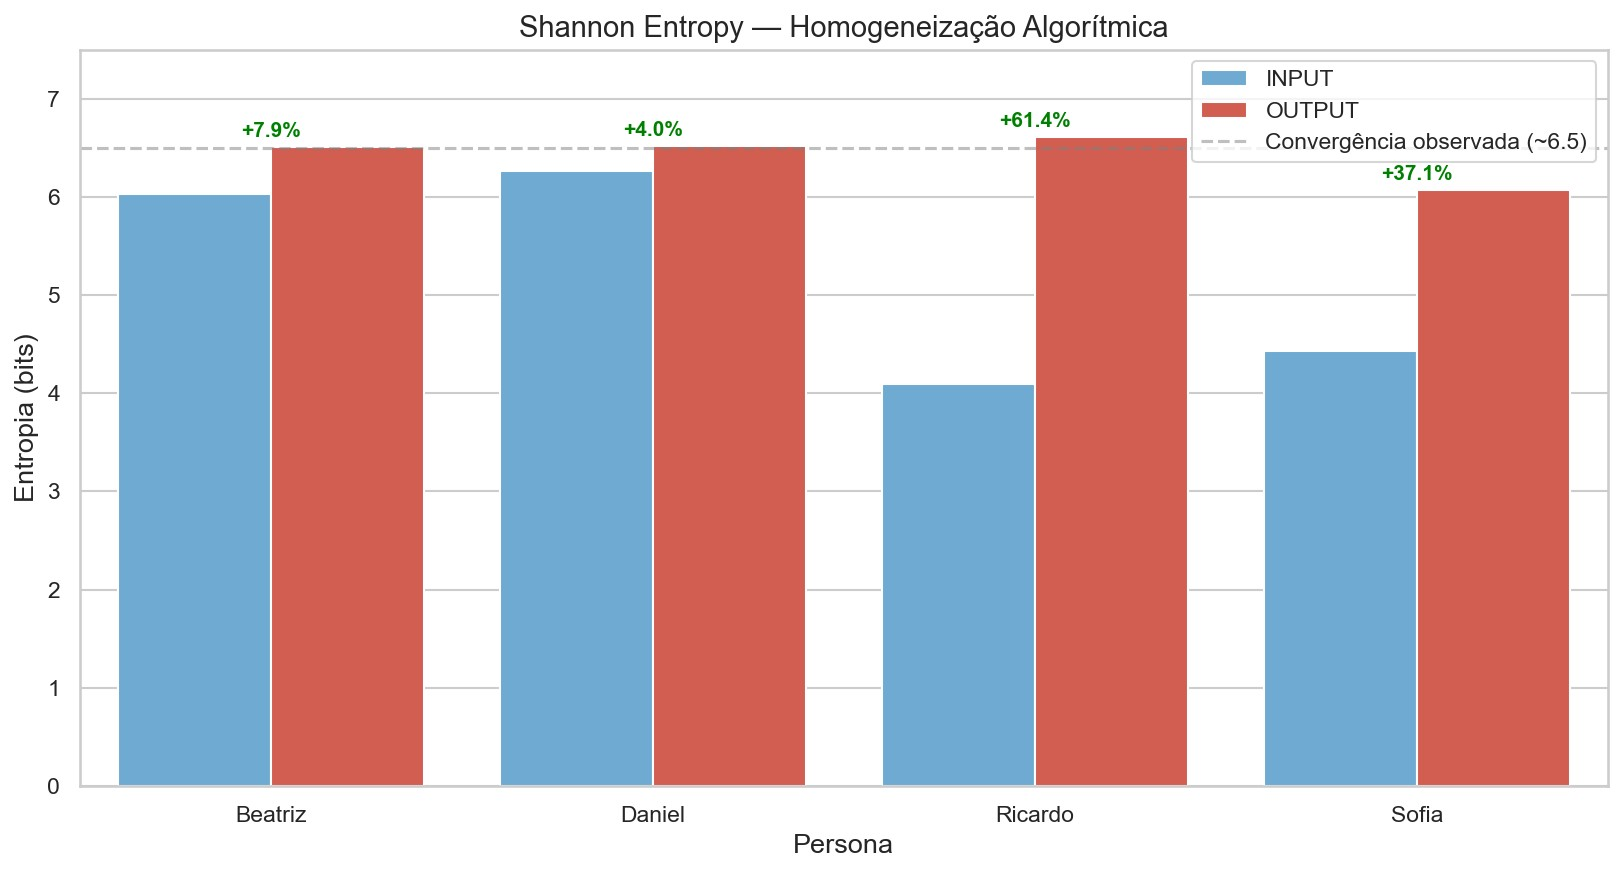 Shannon Entropy — Homogeneização Algorítmica
INPUT
OUTPUT
Convergência observada (~6.5)
+7.9%
+4.0%
+61.4%
+37.1%
Entropia (bits)
7
6
5
4
3
2
1
0
Beatriz
Daniel
Ricardo
Sofia
Persona